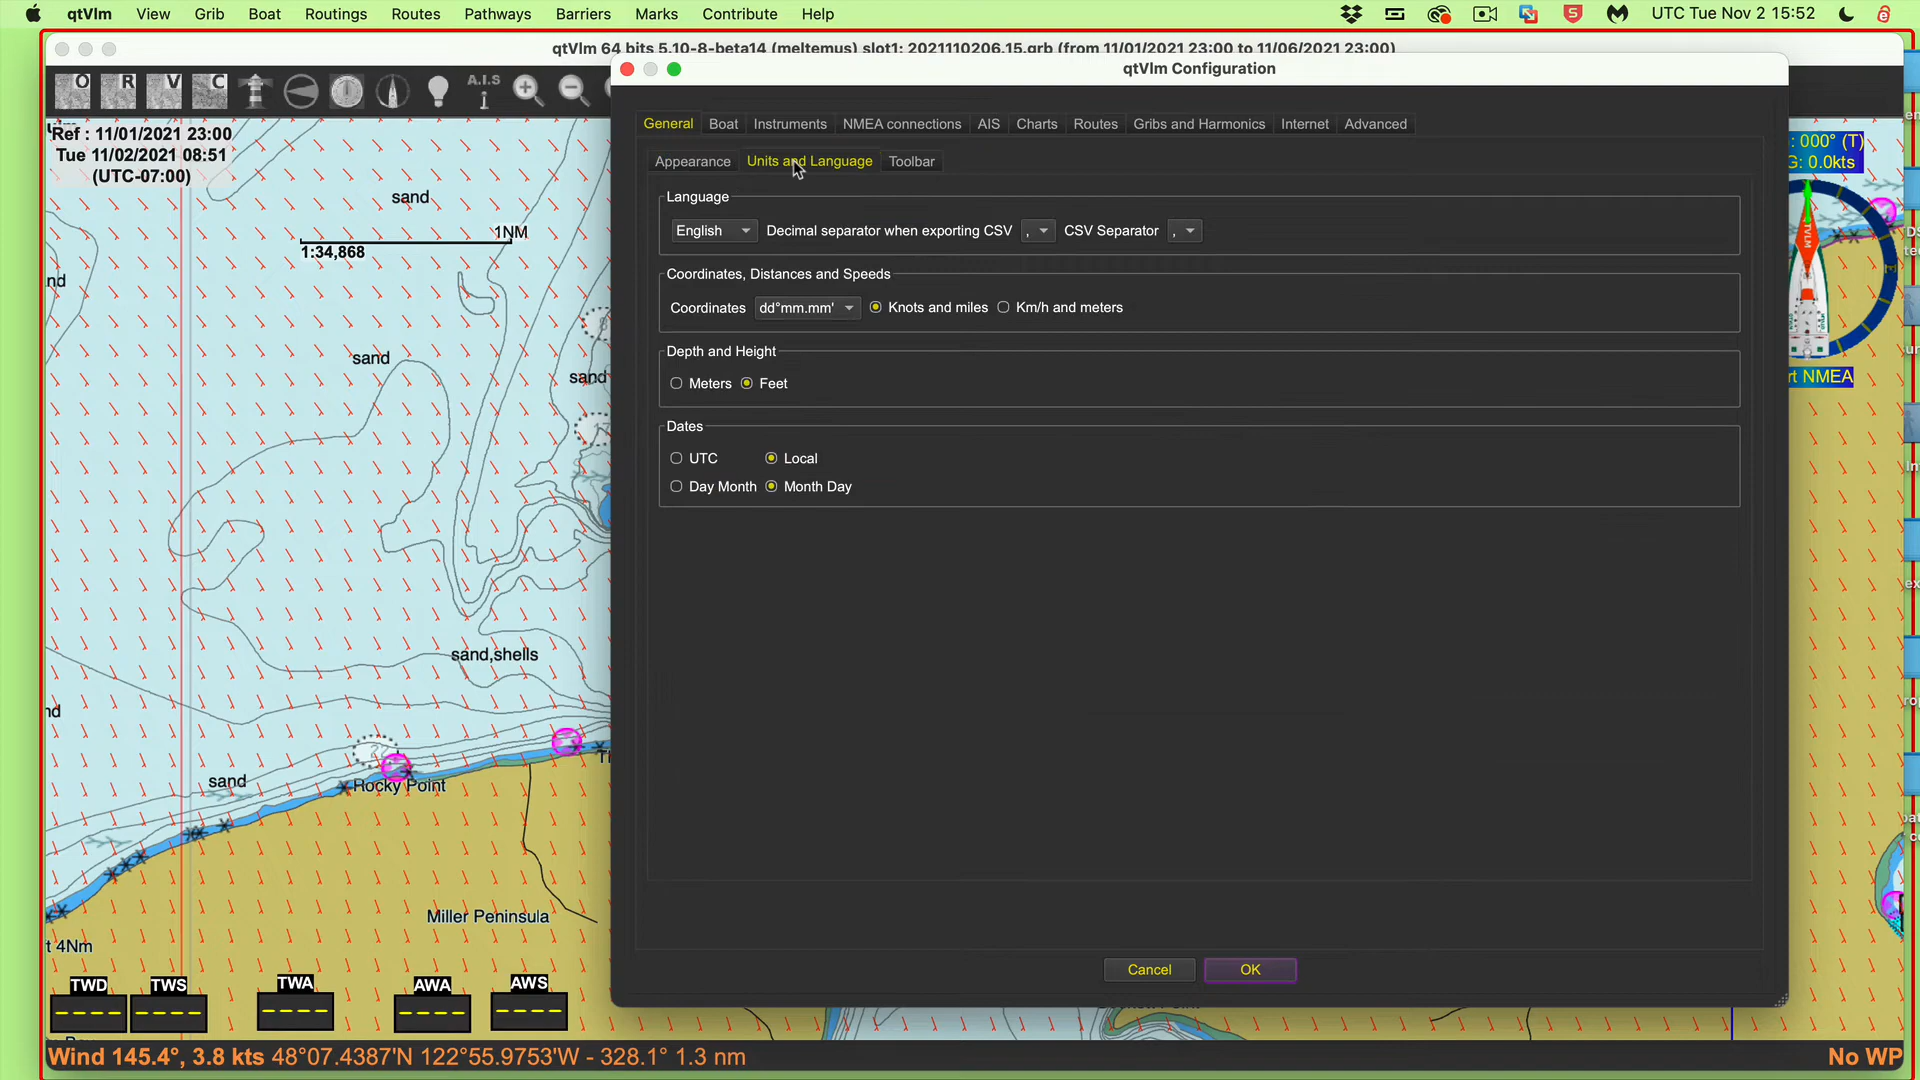 qtVlm View Grib Boat Routings Routes Pathways Barriers Marks Contribute Help UTC Tue Nov 2 15:52
qtVlm 64 bits 5.10-8-beta14 (meltemus) slot1: 2021110206.15.grb (from 11/01/2021 23:00 to 11/06/2021 23:00)
qtVlm Configuration
O R V C A.I.S
General Boat Instruments NMEA connections AIS Charts Routes Gribs and Harmonics Internet Advanced
Ref : 11/01/2021 23:00
Tue 11/02/2021 08:51
(UTC-07:00)
: 000° (T)
G: 0.0kts
Appearance Units and Language Toolbar
sand
Language
1NM
1:34,868
English Decimal separator when exporting CSV , CSV Separator ,
Coordinates, Distances and Speeds
Coordinates dd°mm.mm' Knots and miles Km/h and meters
nd
Depth and Height
sand
sand
Meters Feet
rt NMEA
Dates
UTC Local
Day Month Month Day
sand,shells
nd
Rocky Point
sand
Miller Peninsula
t 4Nm
Cancel OK
TWD TWS TWA AWA AWS
---- ---- ---- ---- ----
Wind 145.4°, 3.8 kts 48°07.4387'N 122°55.9753'W - 328.1° 1.3 nm No WP